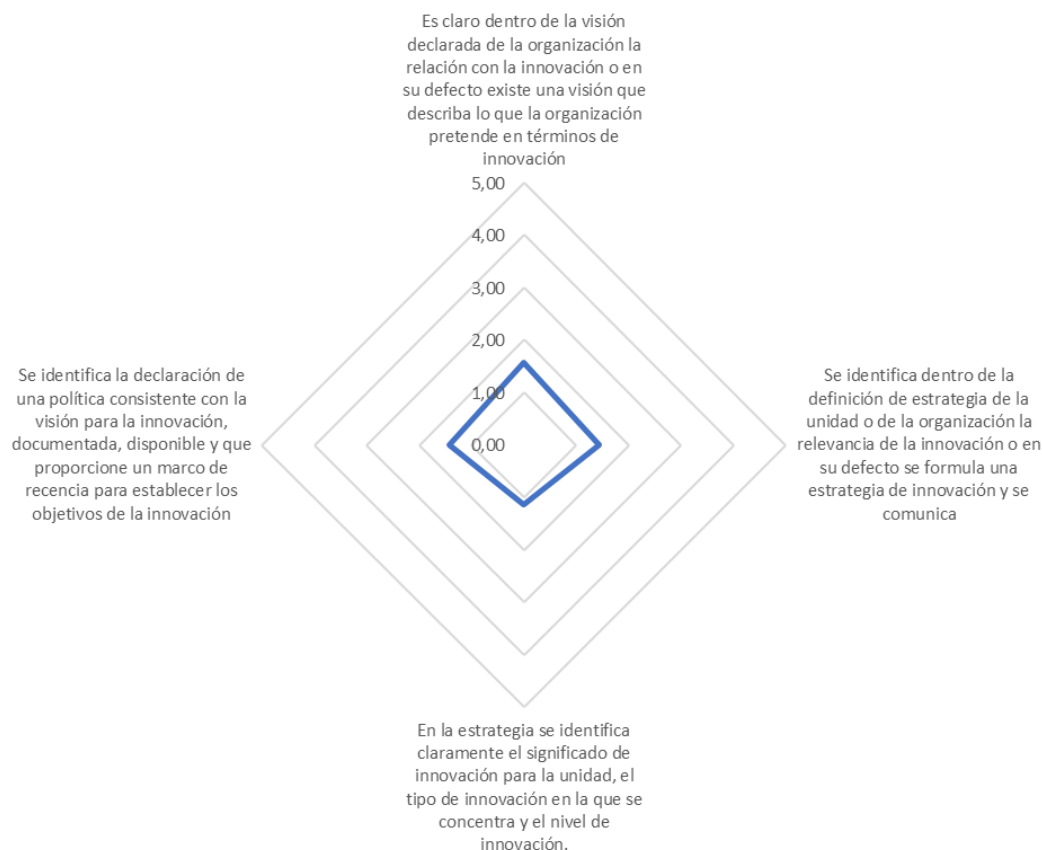 Es claro dentro de la visión
declarada de la organización la
relación con la innovación o en
su defecto existe una visión que
describa lo que la organización
pretende en términos de
innovación
5,00
4,00
3,00
2,00
1,00
0,00
Se identifica la declaración de
una política consistente con la
visión para la innovación,
documentada, disponible y que
proporcione un marco de
recencia para establecer los
objetivos de la innovación
Se identifica dentro de la
definición de estrategia de la
unidad o de la organización la
relevancia de la innovación o en
su defecto se formula una
estrategia de innovación y se
comunica
En la estrategia se identifica
claramente el significado de
innovación para la unidad, el
tipo de innovación en la que se
concentra y el nivel de
innovación.